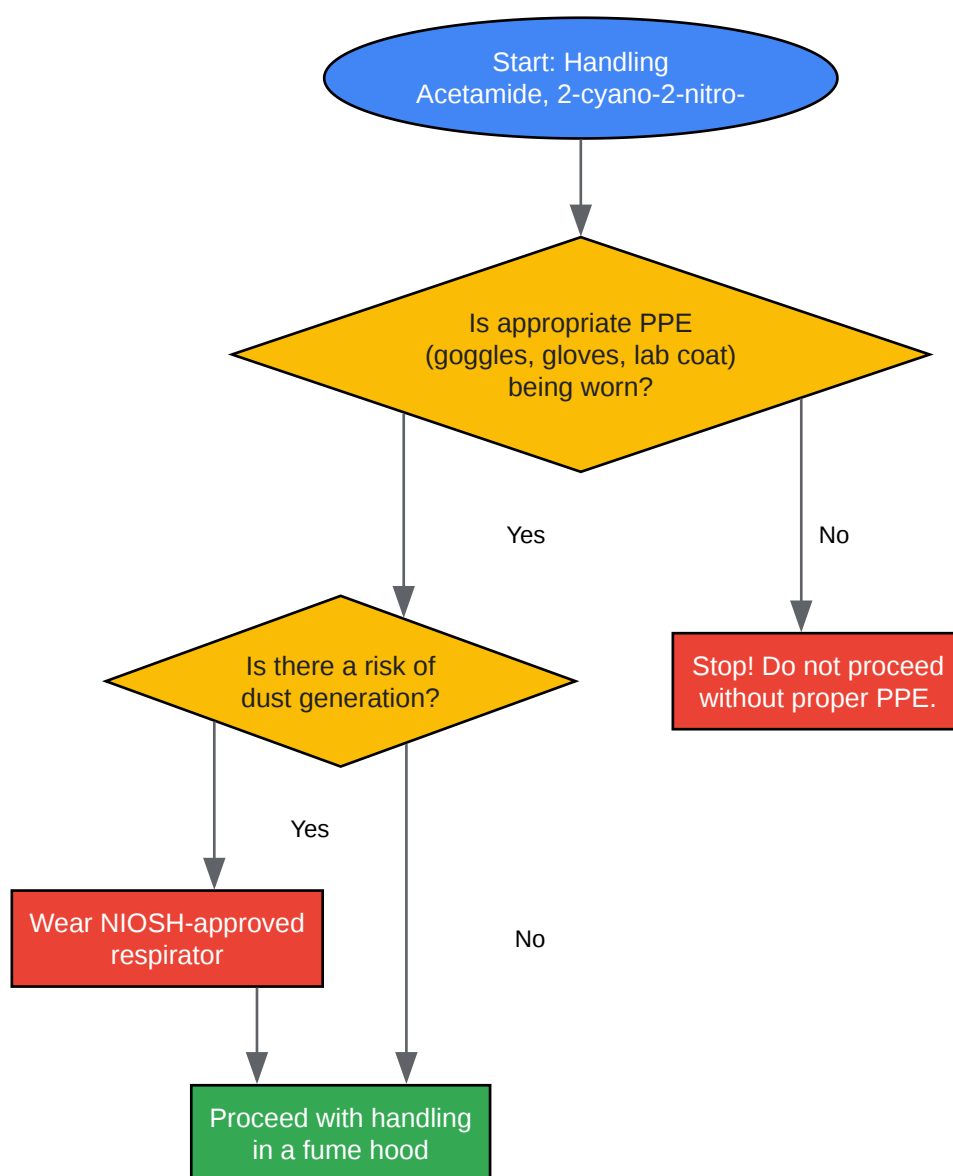 Start: Handling
Acetamide, 2-cyano-2-nitro-
Is appropriate PPE
(goggles, gloves, lab coat)
being worn?
Yes
No
Is there a risk of
dust generation?
Stop! Do not proceed
without proper PPE.
Yes
Wear NIOSH-approved
respirator
No
Proceed with handling
in a fume hood